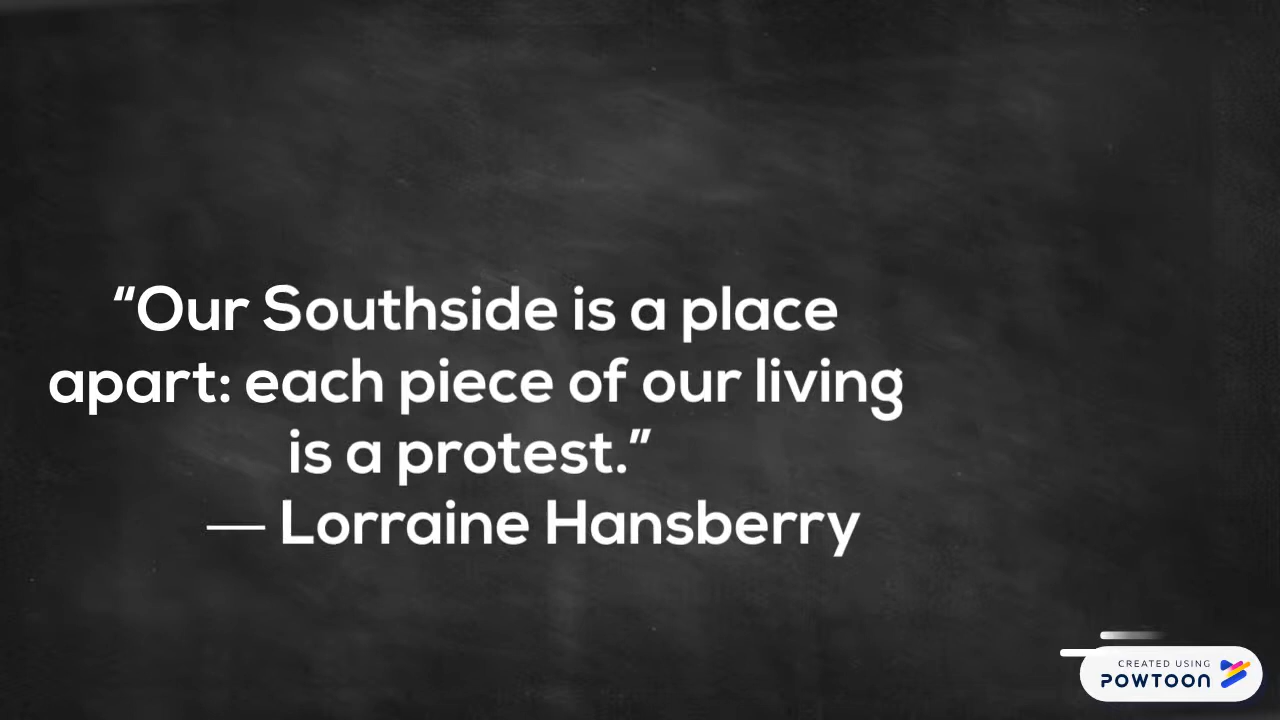 “Our Southside is a place
apart: each piece of our living
is a protest.”
— Lorraine Hansberry
CREATED USING
POWTOON